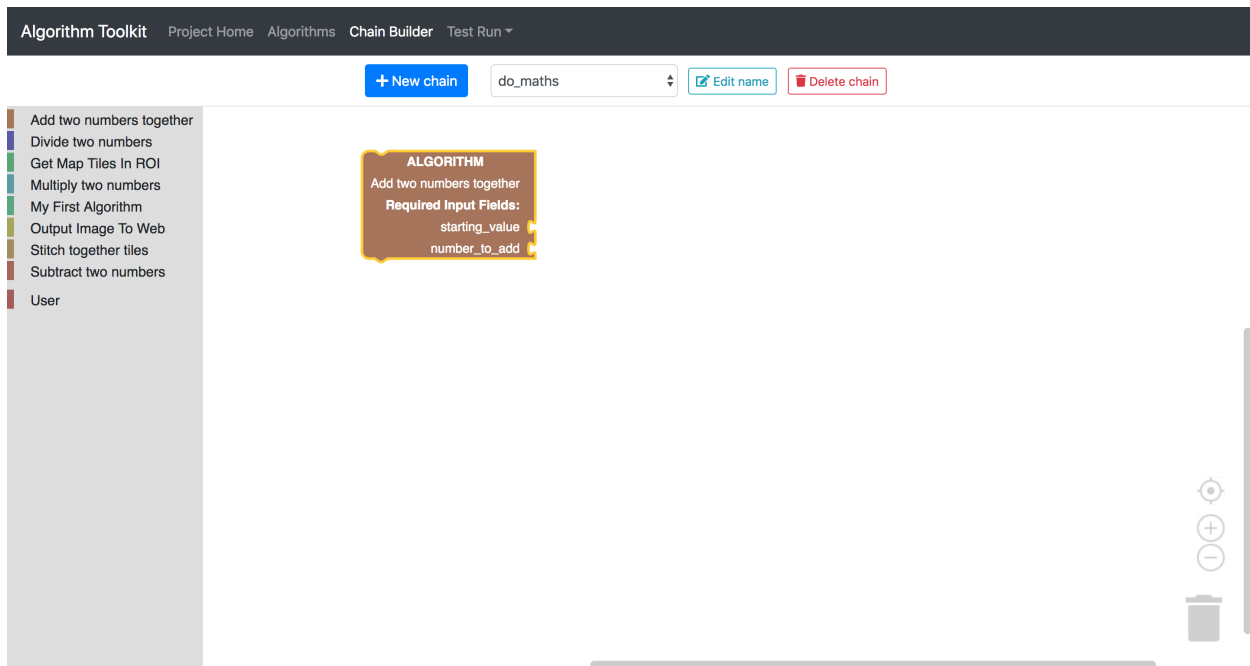 Algorithm Toolkit Project Home Algorithms Chain Builder Test Run
New chain do_maths Edit name Delete chain
Add two numbers together
Divide two numbers
Get Map Tiles In ROI
Multiply two numbers
My First Algorithm
Output Image To Web
Stitch together tiles
Subtract two numbers
User
ALGORITHM
Add two numbers together
Required Input Fields:
starting_value
number_to_add